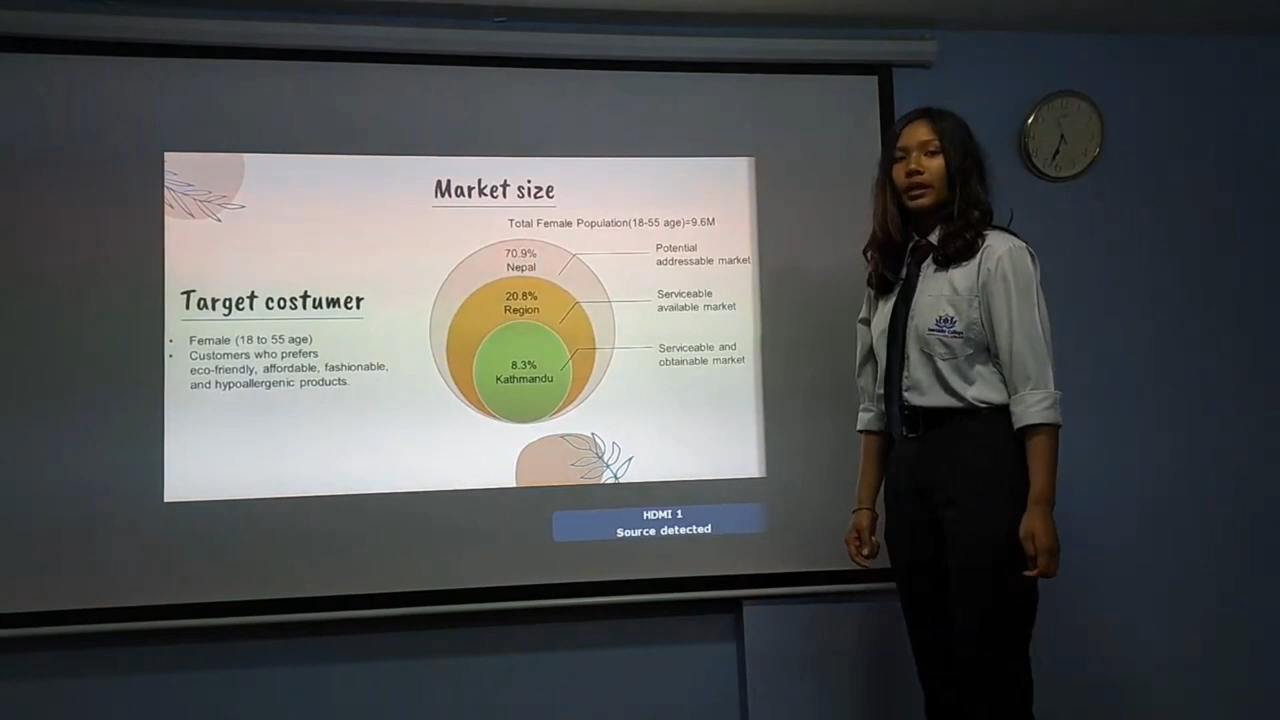 Market size
Total Female Population(18-55 age)=9.6M
70.9%
Nepal
Potential
addressable market
20.8%
Region
Serviceable
available market
8.3%
Kathmandu
Serviceable and
obtainable market
Target costumer
• Female (18 to 55 age)
• Customers who prefers
eco-friendly, affordable, fashionable,
and hypoallergenic products.
HDMI 1
Source detected